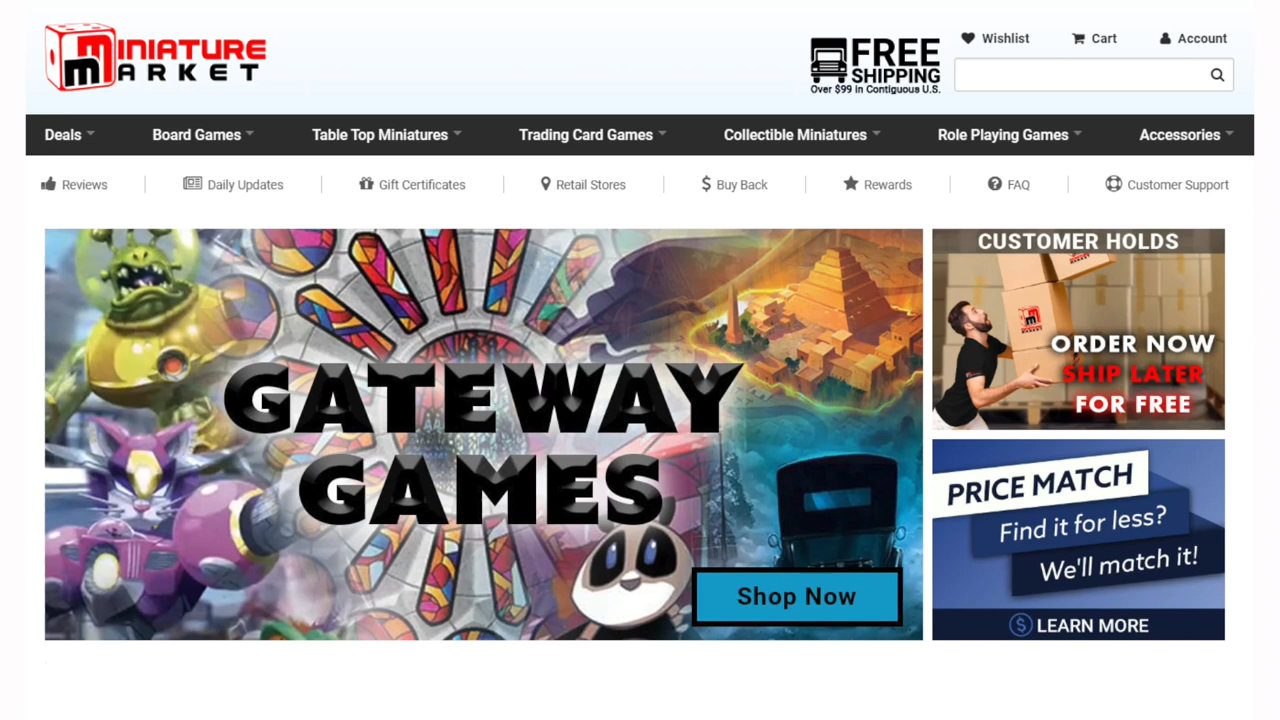 MINIATURE
MARKET
FREE
SHIPPING
Over $99 in Contiguous U.S.
Wishlist
Cart
Account
Deals
Board Games
Table Top Miniatures
Trading Card Games
Collectible Miniatures
Role Playing Games
Accessories
Reviews
Daily Updates
Gift Certificates
Retail Stores
Buy Back
Rewards
FAQ
Customer Support
GATEWAY
GAMES
Shop Now
CUSTOMER HOLDS
ORDER NOW
SHIP LATER
FOR FREE
PRICE MATCH
Find it for less?
We'll match it!
LEARN MORE